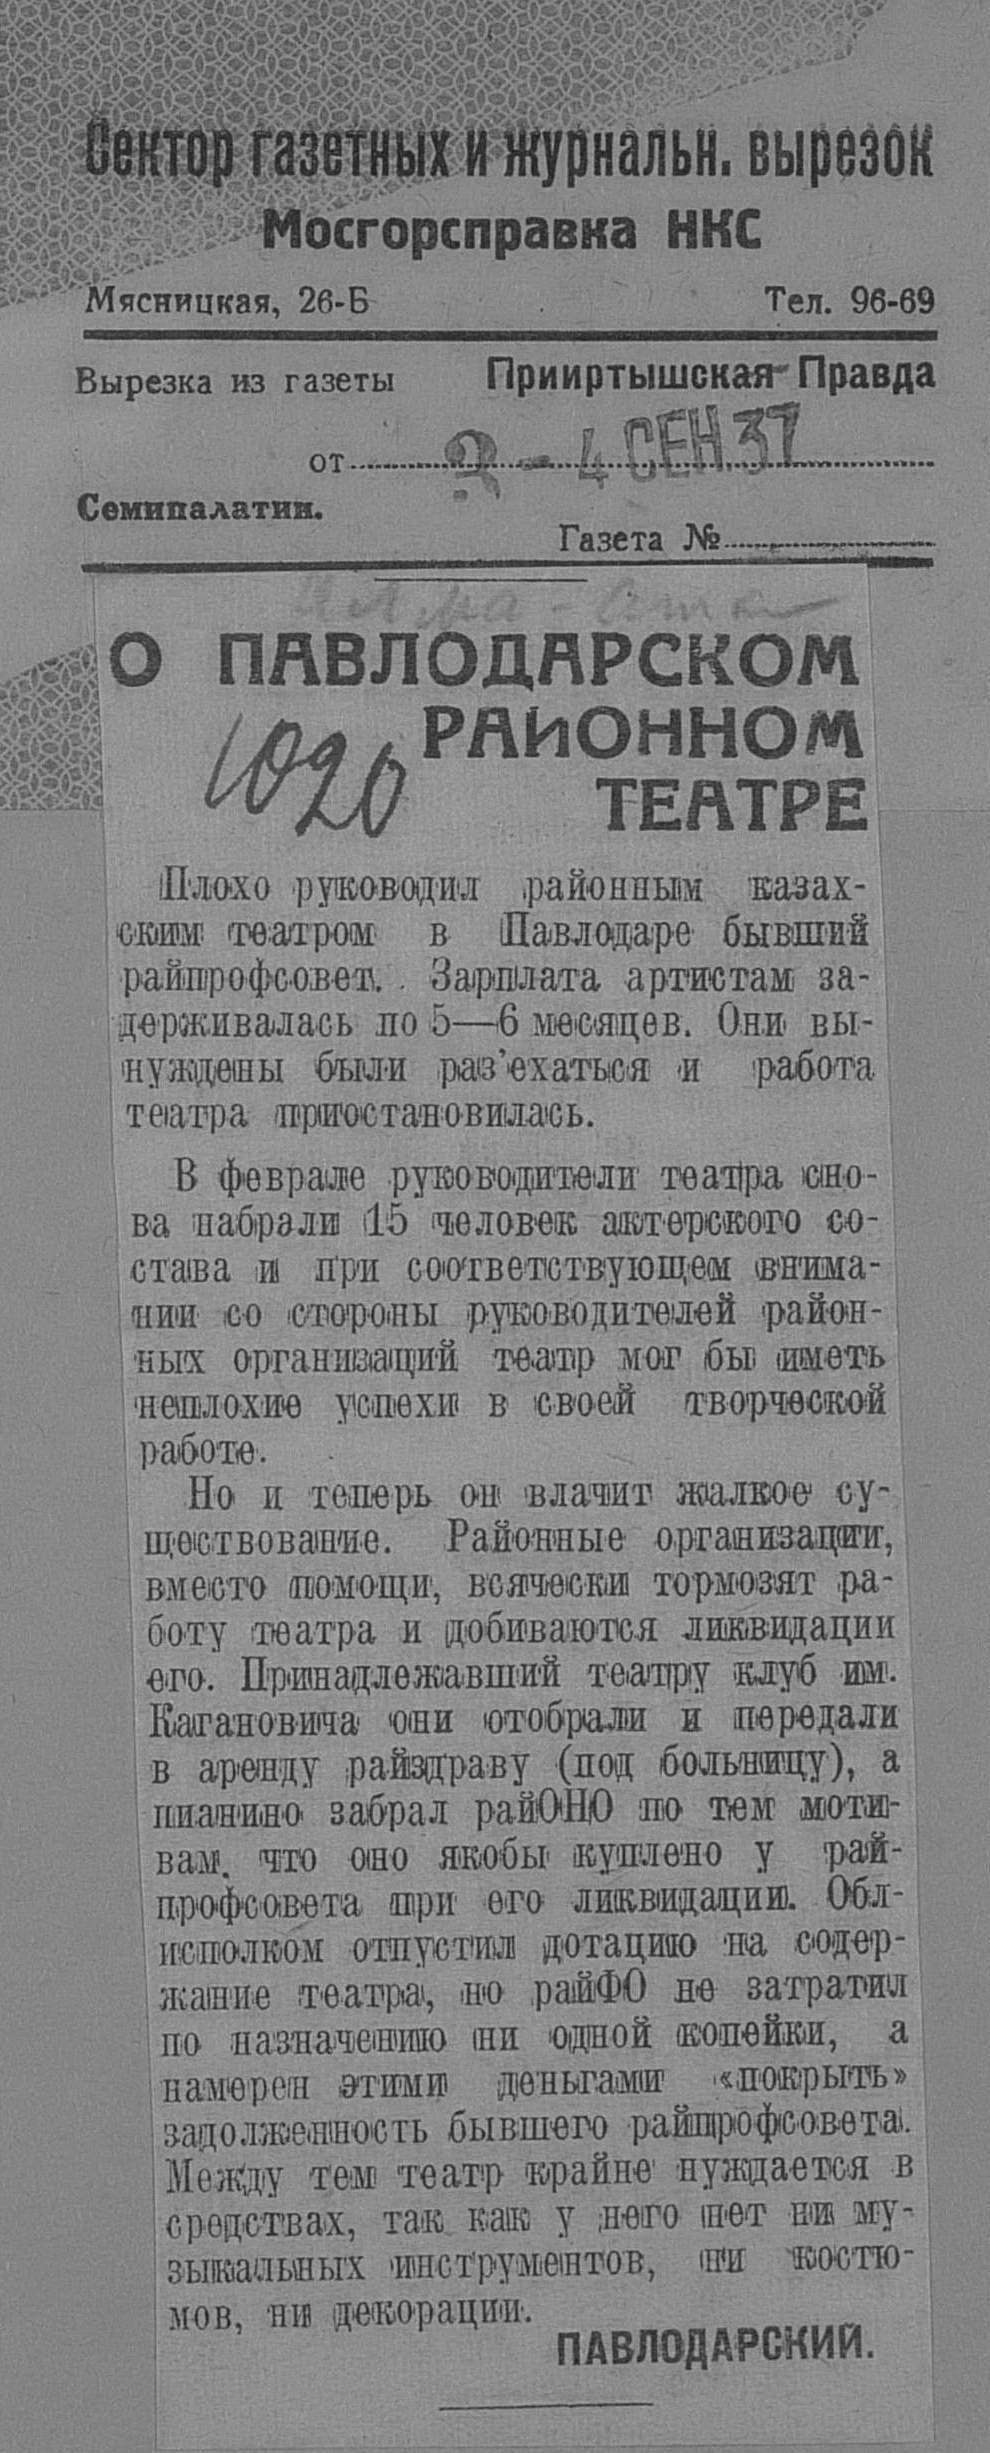 Сектор газетных и журнальн. вырезок
Мосгорсправка НКС
Мясницкая, 26-Б Тел. 96-69
Вырезка из газеты Прииртышская Правда
от 2 - 4 СЕН 37
Семипалатин.
Газета №
Алма-Ата
О ПАВЛОДАРСКОМ
РАЙОННОМ
1020
ТЕАТРЕ
Плохо руководил районным казах-
ским театром в Павлодаре бывший
райпрофсовет. Зарплата артистам за-
держивалась по 5—6 месяцев. Они вы-
нуждены были раз'ехаться и работа
театра приостановилась.
В феврале руководители театра сно-
ва набрали 15 человек актерского со-
става и при соответствующем внима-
нии со стороны руководителей район-
ных организаций театр мог бы иметь
неплохие успехи в своей творческой
работе.
Но и теперь он влачит жалкое су-
ществование. Районные организации,
вместо помощи, всячески тормозят ра-
боту театра и добиваются ликвидации
его. Принадлежавший театру клуб им.
Кагановича они отобрали и передали
в аренду райздраву (под больницу), а
пианино забрал райОНО по тем моти-
вам, что оно якобы куплено у рай-
профсовета при его ликвидации. Обл-
исполком отпустил дотацию на содер-
жание театра, но райФО не затратил
по назначению ни одной копейки, а
намерен этими деньгами «покрыть»
задолженность бывшего райпрофсовета.
Между тем театр крайне нуждается в
средствах, так как у него нет ни му-
зыкальных инструментов, ни костю-
мов, ни декорации.
ПАВЛОДАРСКИЙ.